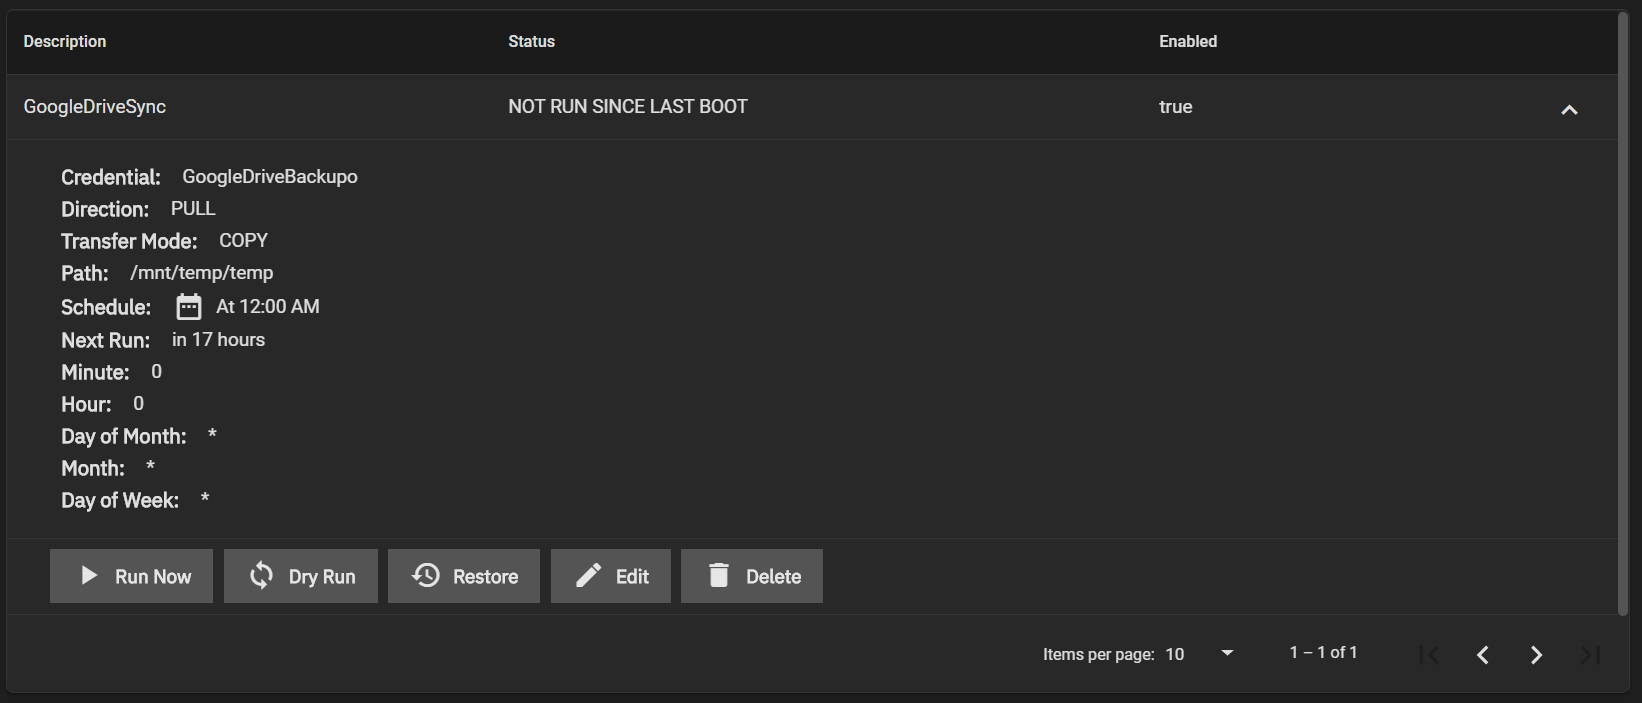 Description Status Enabled
GoogleDriveSync NOT RUN SINCE LAST BOOT true
Credential: GoogleDriveBackupo
Direction: PULL
Transfer Mode: COPY
Path: /mnt/temp/temp
Schedule: At 12:00 AM
Next Run: in 17 hours
Minute: 0
Hour: 0
Day of Month: *
Month: *
Day of Week: *
Run Now Dry Run Restore Edit Delete
Items per page: 10 1 – 1 of 1